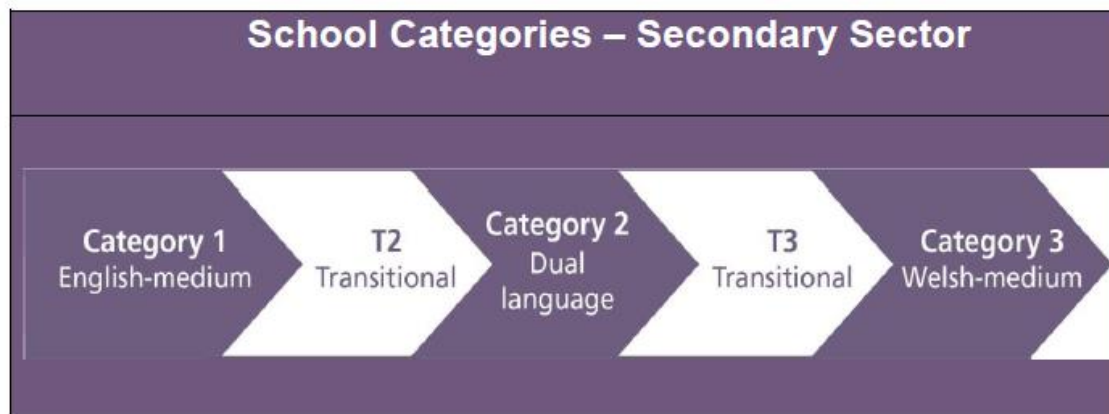 School Categories – Secondary Sector
Category 1
English-medium
T2
Transitional
Category 2
Dual
language
T3
Transitional
Category 3
Welsh-medium